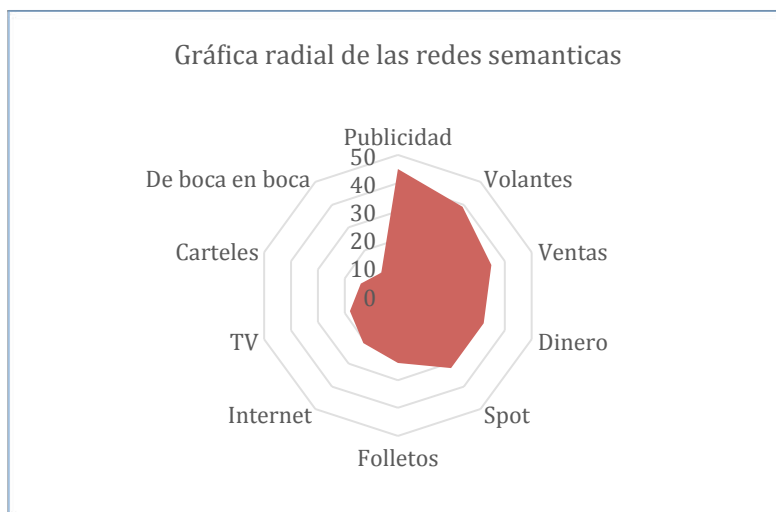 Gráfica radial de las redes semanticas
Publicidad
50
De boca en boca
Volantes
40
30
Carteles
Ventas
20
10
0
TV
Dinero
Internet
Spot
Folletos